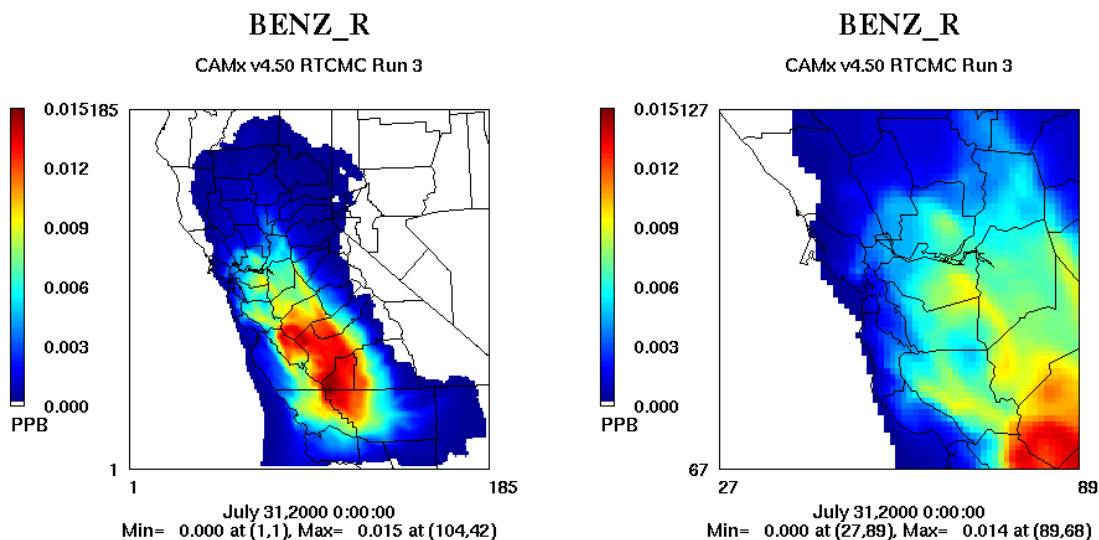 BENZ_R
CAMx v4.50 RTCMC Run 3
0.015
0.012
0.009
0.006
0.003
0.000
PPB
185
1
1
185
July 31,2000 0:00:00
Min= 0.000 at (1,1), Max= 0.015 at (104,42)
BENZ_R
CAMx v4.50 RTCMC Run 3
0.015
0.012
0.009
0.006
0.003
0.000
PPB
127
67
27
89
July 31,2000 0:00:00
Min= 0.000 at (27,89), Max= 0.014 at (89,68)